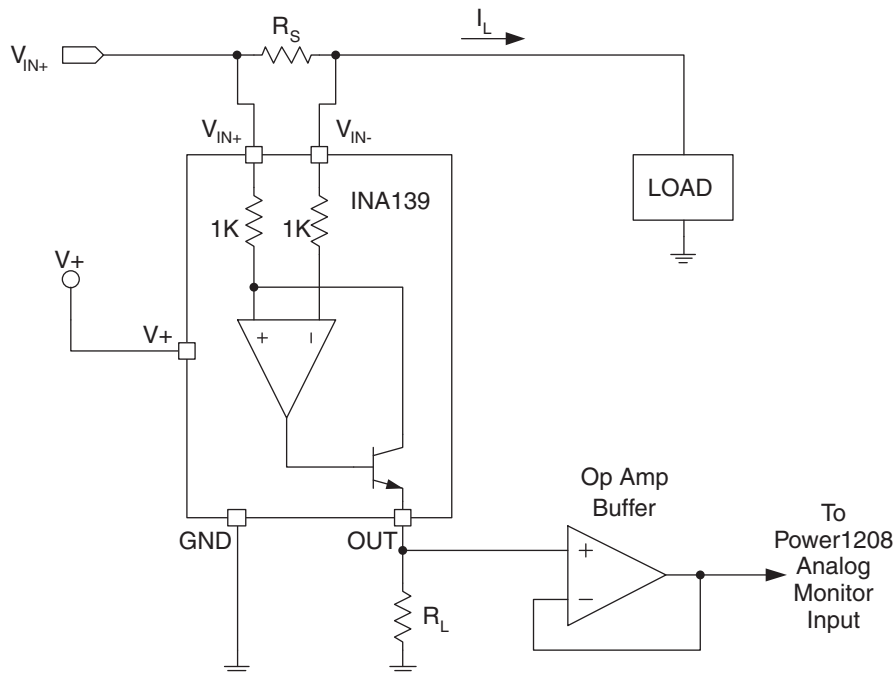 R_S
I_L
V_IN+
V_IN+
V_IN-
INA139
LOAD
1K
1K
V+
V+
+
–
GND
OUT
Op Amp
Buffer
+
–
R_L
To
Power1208
Analog
Monitor
Input